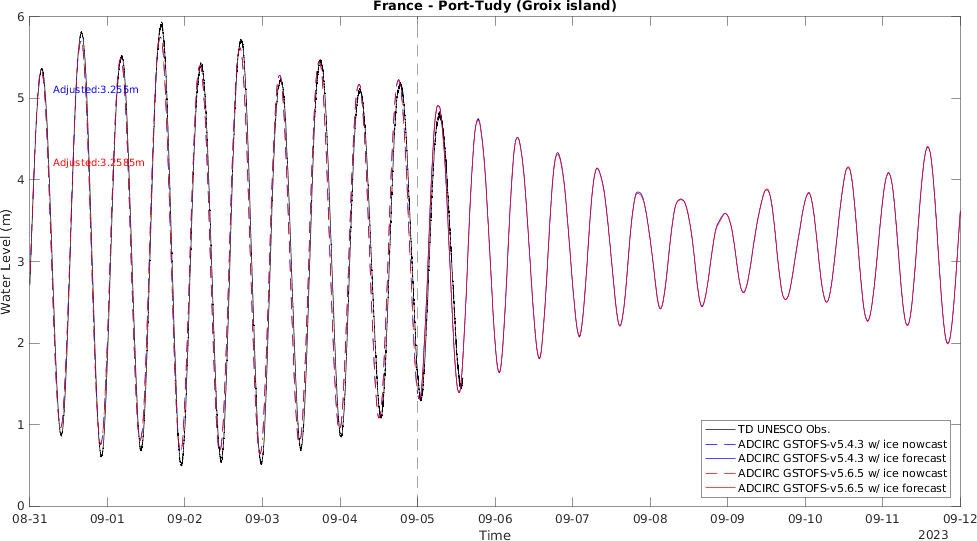 France - Port-Tudy (Groix island)
6
5
4
3
2
1
0
Water Level (m)
Adjusted:3.255m
Adjusted:3.2585m
TD UNESCO Obs.
ADCIRC GSTOFS-v5.4.3 w/ ice nowcast
ADCIRC GSTOFS-v5.4.3 w/ ice forecast
ADCIRC GSTOFS-v5.6.5 w/ ice nowcast
ADCIRC GSTOFS-v5.6.5 w/ ice forecast
08-31 09-01 09-02 09-03 09-04 09-05 09-06 09-07 09-08 09-09 09-10 09-11 09-12
Time
2023